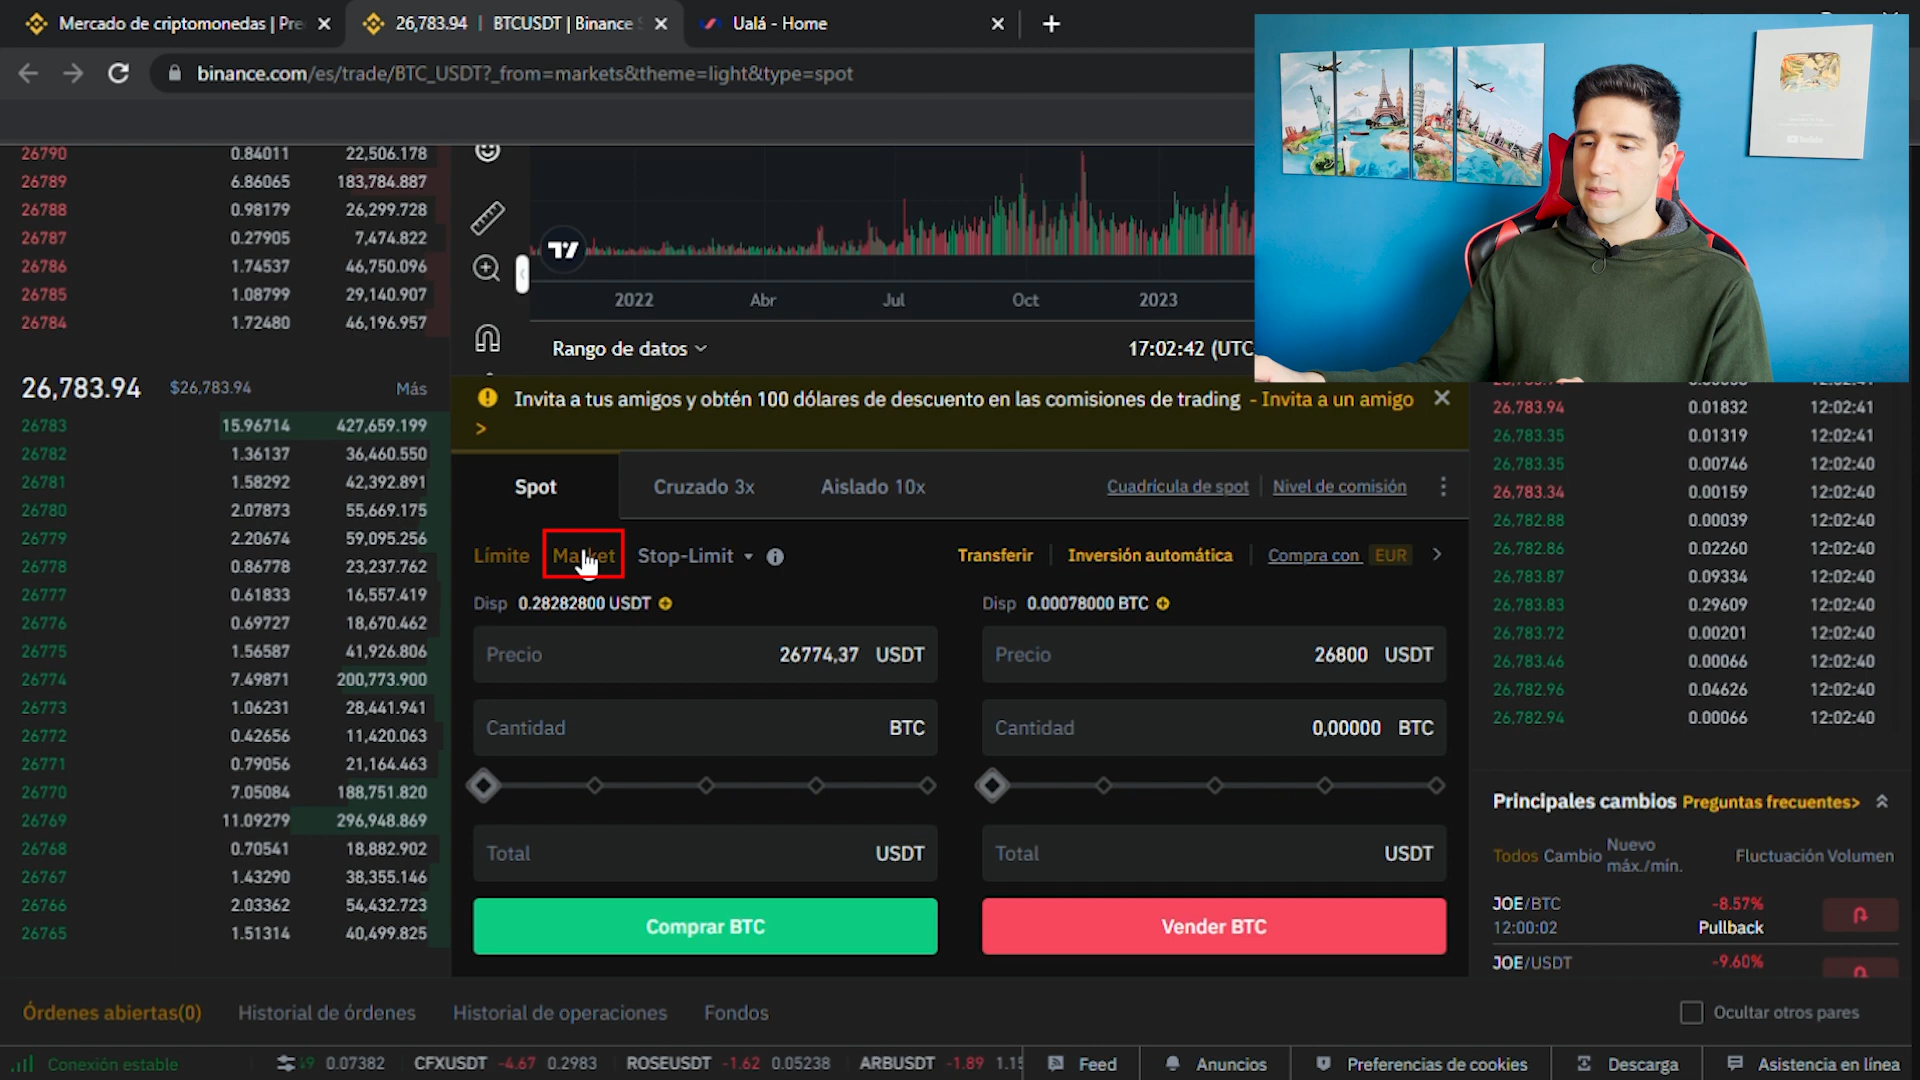 Mercado de criptomonedas | Pre
26,783.94 | BTCUSDT | Binance S
Ualá - Home
binance.com/es/trade/BTC_USDT?_from=markets&theme=light&type=spot
26790 0.84011 22,506.178
26789 6.86065 183,784.887
26788 0.98179 26,299.728
26787 0.27905 7,474.822
26786 1.74537 46,750.096
26785 1.08799 29,140.907
26784 1.72480 46,196.957
26,783.94 $26,783.94 Más
26783 15.96714 427,659.199
26782 1.36137 36,460.550
26781 1.58292 42,392.891
26780 2.07873 55,669.175
26779 2.20674 59,095.256
26778 0.86778 23,237.762
26777 0.61833 16,557.419
26776 0.69727 18,670.462
26775 1.56587 41,926.806
26774 7.49871 200,773.900
26773 1.06231 28,441.941
26772 0.42656 11,420.063
26771 0.79056 21,164.463
26770 7.05084 188,751.820
26769 11.09279 296,948.869
26768 0.70541 18,882.902
26767 1.43290 38,355.146
26766 2.03362 54,432.723
26765 1.51314 40,499.825
2022 Abr Jul Oct 2023
Rango de datos 17:02:42 (UTC
Invita a tus amigos y obtén 100 dólares de descuento en las comisiones de trading - Invita a un amigo
>
Spot Cruzado 3x Aislado 10x Cuadrícula de spot Nivel de comisión
Límite Market Stop-Limit Transferir Inversión automática Compra con EUR
Disp 0.28282800 USDT Disp 0.00078000 BTC
Precio 26774,37 USDT Precio 26800 USDT
Cantidad BTC Cantidad 0,00000 BTC
Total USDT Total USDT
Comprar BTC Vender BTC
YouTube
26,783.94 0.01832 12:02:41
26,783.35 0.01319 12:02:41
26,783.35 0.00746 12:02:40
26,783.34 0.00159 12:02:40
26,782.88 0.00039 12:02:40
26,782.86 0.02260 12:02:40
26,783.87 0.09334 12:02:40
26,783.83 0.29609 12:02:40
26,783.72 0.00201 12:02:40
26,783.46 0.00066 12:02:40
26,782.96 0.04626 12:02:40
26,782.94 0.00066 12:02:40
Principales cambios Preguntas frecuentes>
Todos Cambio Nuevo máx./mín. Fluctuación Volumen
JOE/BTC -8.57%
12:00:02 Pullback
JOE/USDT -9.60%
Órdenes abiertas(0) Historial de órdenes Historial de operaciones Fondos Ocultar otros pares
Conexión estable 0.07382 CFXUSDT -4.67 0.2983 ROSEUSDT -1.62 0.05238 ARBUSDT -1.89 Feed Anuncios Preferencias de cookies Descarga Asistencia en línea